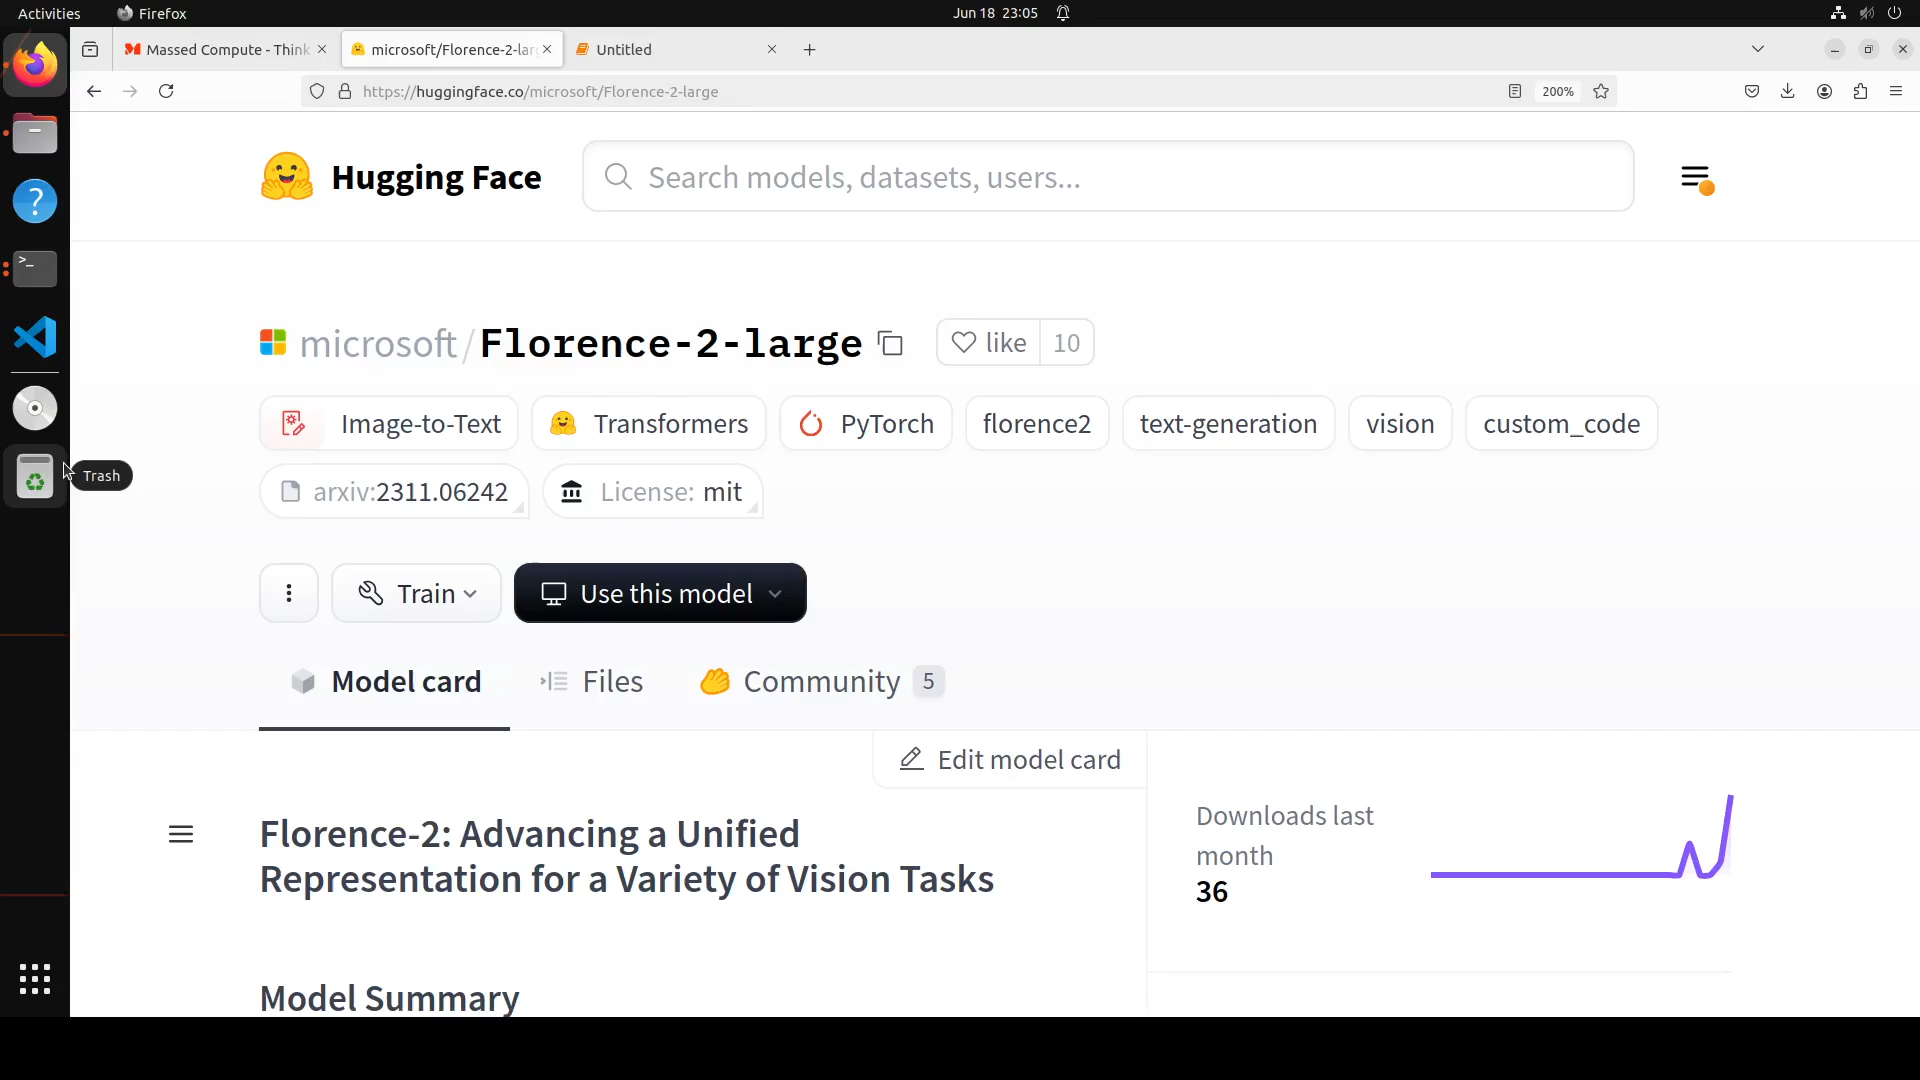 Activities Firefox Jun 18 23:05
Massed Compute - Think microsoft/Florence-2-lar Untitled
https://huggingface.co/microsoft/Florence-2-large 200%
Hugging Face Search models, datasets, users...
microsoft/Florence-2-large like 10
Image-to-Text Transformers PyTorch florence2 text-generation vision custom_code
Trash
arxiv:2311.06242 License: mit
Train Use this model
Model card Files Community 5
Edit model card
Florence-2: Advancing a Unified
Representation for a Variety of Vision Tasks
Downloads last
month
36
Model Summary